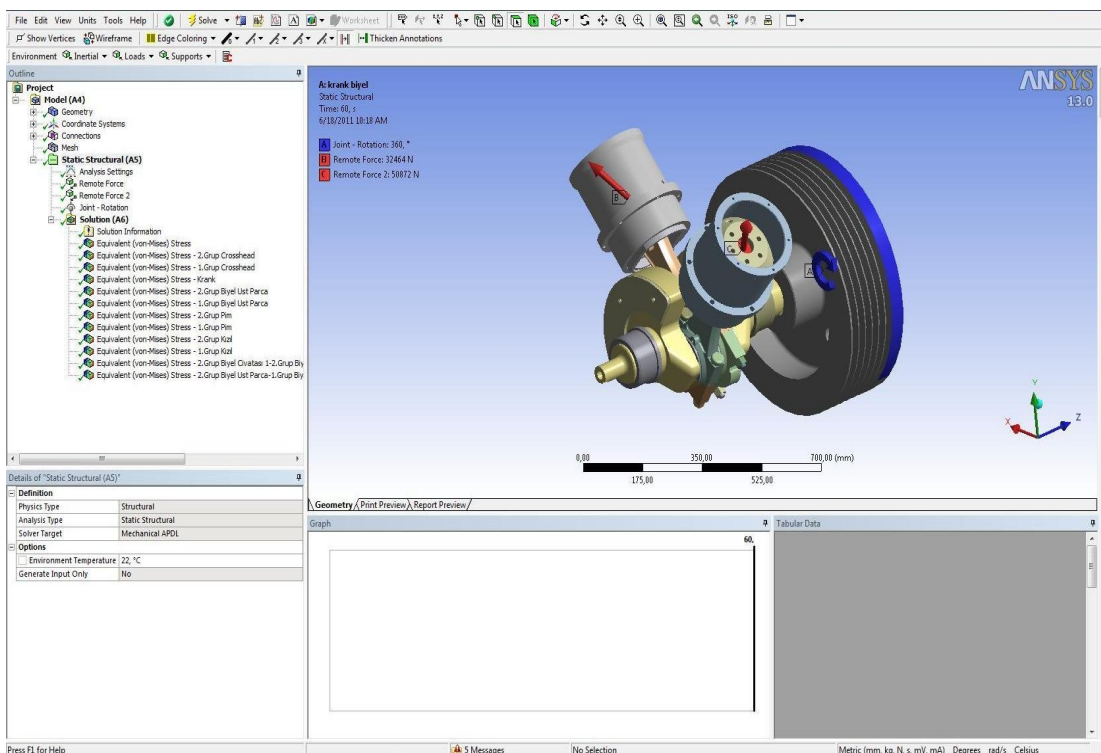 File Edit View Units Tools Help Solve Worksheet ISO
Show Vertices Wireframe Edge Coloring Thicken Annotations
Environment Inertial Loads Supports
Outline
Project
Model (A4)
Geometry
Coordinate Systems
Connections
Mesh
Static Structural (A5)
Analysis Settings
Remote Force
Remote Force 2
Joint - Rotation
Solution (A6)
Solution Information
Equivalent (von-Mises) Stress
Equivalent (von-Mises) Stress - 2.Grup Crosshead
Equivalent (von-Mises) Stress - 1.Grup Crosshead
Equivalent (von-Mises) Stress - Krank
Equivalent (von-Mises) Stress - 2.Grup Biyel Ust Parca
Equivalent (von-Mises) Stress - 1.Grup Biyel Ust Parca
Equivalent (von-Mises) Stress - 2.Grup Pim
Equivalent (von-Mises) Stress - 1.Grup Pim
Equivalent (von-Mises) Stress - 2.Grup Kızıl
Equivalent (von-Mises) Stress - 1.Grup Kızıl
Equivalent (von-Mises) Stress - 2.Grup Biyel Civatası 1-2.Grup Biy
Equivalent (von-Mises) Stress - 2.Grup Biyel Ust Parca-1.Grup Biy
Details of "Static Structural (A5)"
Definition
Physics Type Structural
Analysis Type Static Structural
Solver Target Mechanical APDL
Options
Environment Temperature 22, °C
Generate Input Only No
A: krank biyel
Static Structural
Time: 60, s
6/18/2011 10:18 AM
A Joint - Rotation: 360, °
B Remote Force: 32464 N
C Remote Force 2: 50872 N
ANSYS
13.0
B
C
A
Y
X
Z
0,00 350,00 700,00 (mm)
175,00 525,00
Geometry Print Preview Report Preview
Graph
60,
Tabular Data
Press F1 for Help 5 Messages No Selection Metric (mm, kg, N, s, mV, mA) Degrees rad/s Celsius